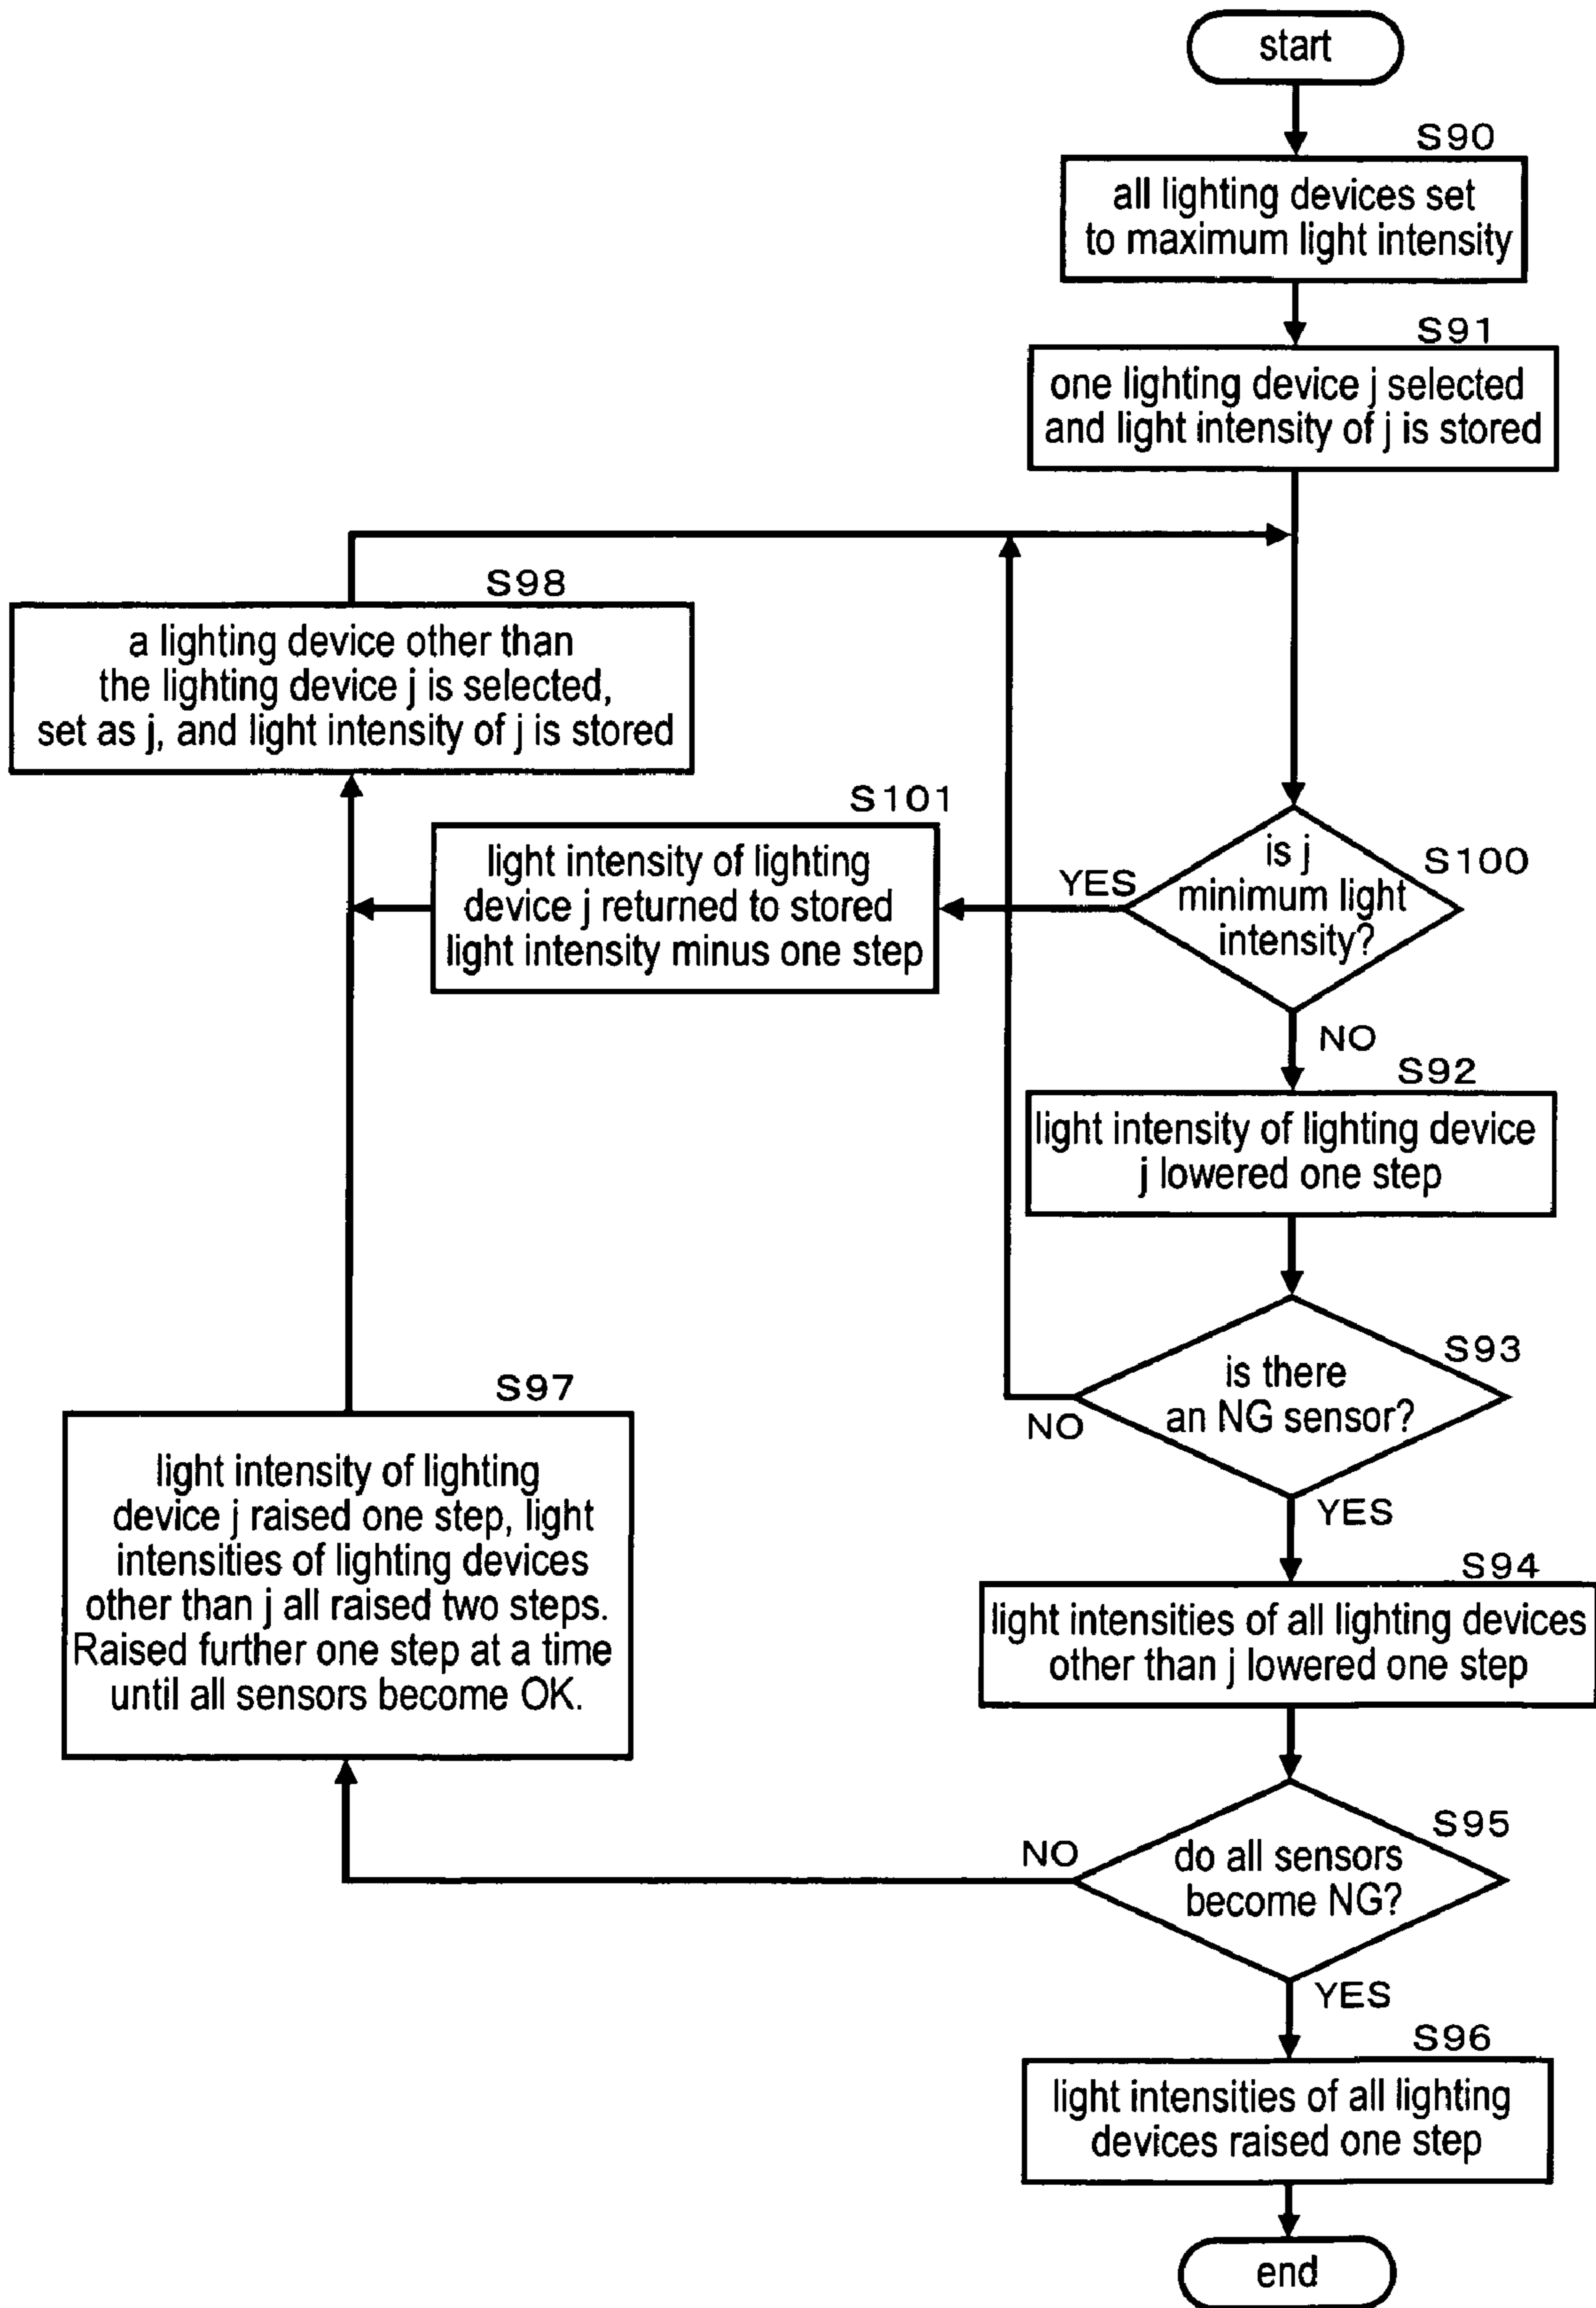 start
S90
all lighting devices set
to maximum light intensity
S91
one lighting device j selected
and light intensity of j is stored
S98
a lighting device other than
the lighting device j is selected,
set as j, and light intensity of j is stored
S101
light intensity of lighting
device j returned to stored
light intensity minus one step
YES
is j
minimum light
intensity?
S100
NO
S92
light intensity of lighting device
j lowered one step
S93
is there
an NG sensor?
NO
YES
S97
light intensity of lighting
device j raised one step, light
intensities of lighting devices
other than j all raised two steps.
Raised further one step at a time
until all sensors become OK.
S94
light intensities of all lighting devices
other than j lowered one step
S95
NO
do all sensors
become NG?
YES
S96
light intensities of all lighting
devices raised one step
end